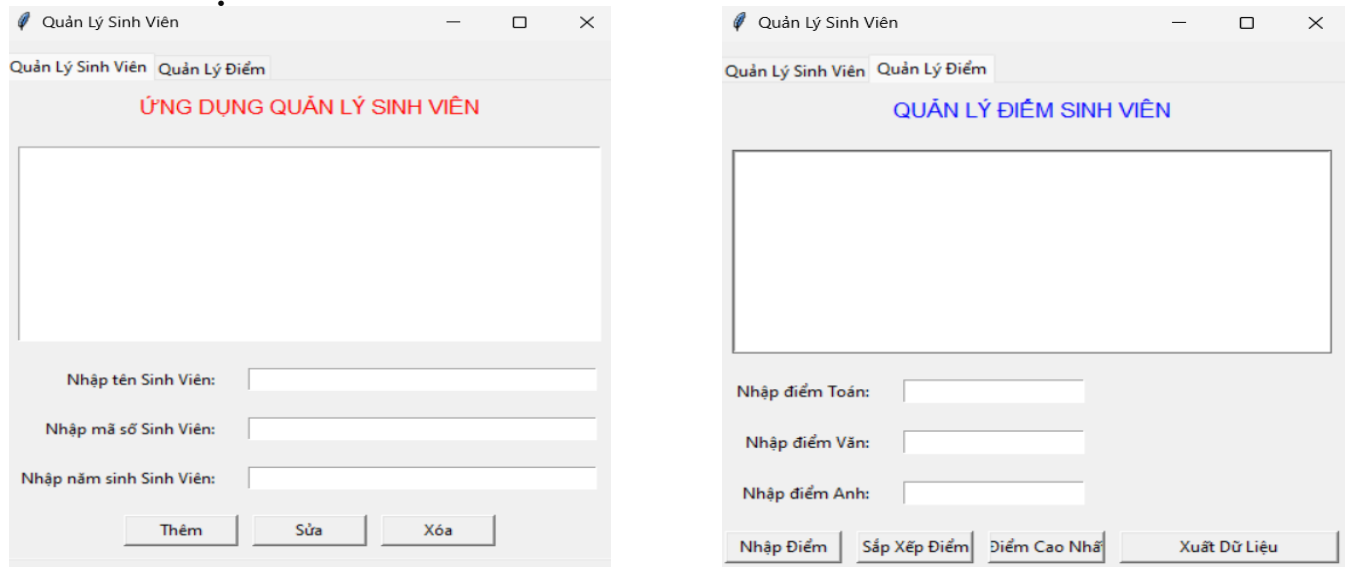 Quản Lý Sinh Viên
Quản Lý Sinh Viên Quản Lý Điểm
ỨNG DỤNG QUẢN LÝ SINH VIÊN
Nhập tên Sinh Viên:
Nhập mã số Sinh Viên:
Nhập năm sinh Sinh Viên:
Thêm Sửa Xóa
Quản Lý Sinh Viên
Quản Lý Sinh Viên Quản Lý Điểm
QUẢN LÝ ĐIỂM SINH VIÊN
Nhập điểm Toán:
Nhập điểm Văn:
Nhập điểm Anh:
Nhập Điểm Sắp Xếp Điểm Điểm Cao Nhất Xuất Dữ Liệu